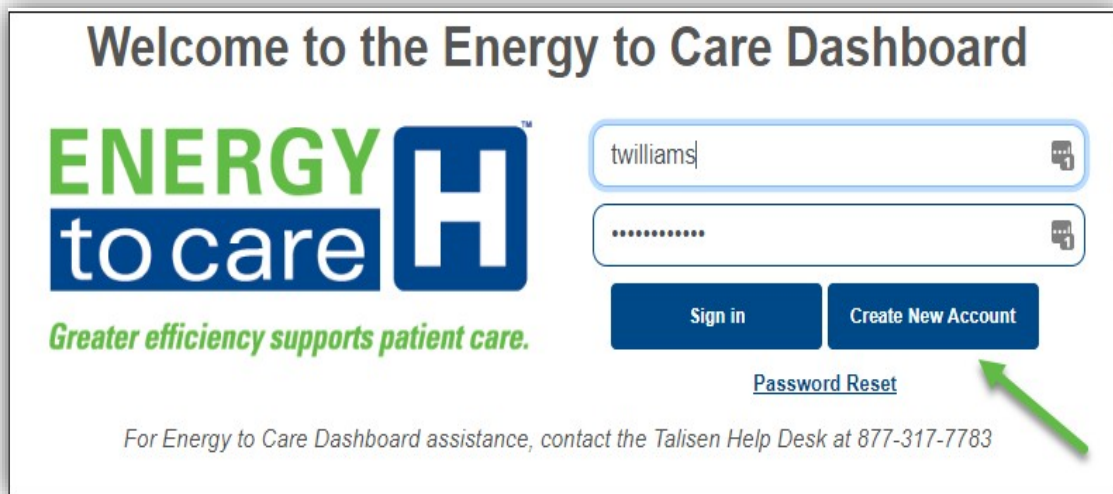 Welcome to the Energy to Care Dashboard
ENERGY
to care
H
™
Greater efficiency supports patient care.
twilliams
••••••••••••
Sign in
Create New Account
Password Reset
For Energy to Care Dashboard assistance, contact the Talisen Help Desk at 877-317-7783
1
1